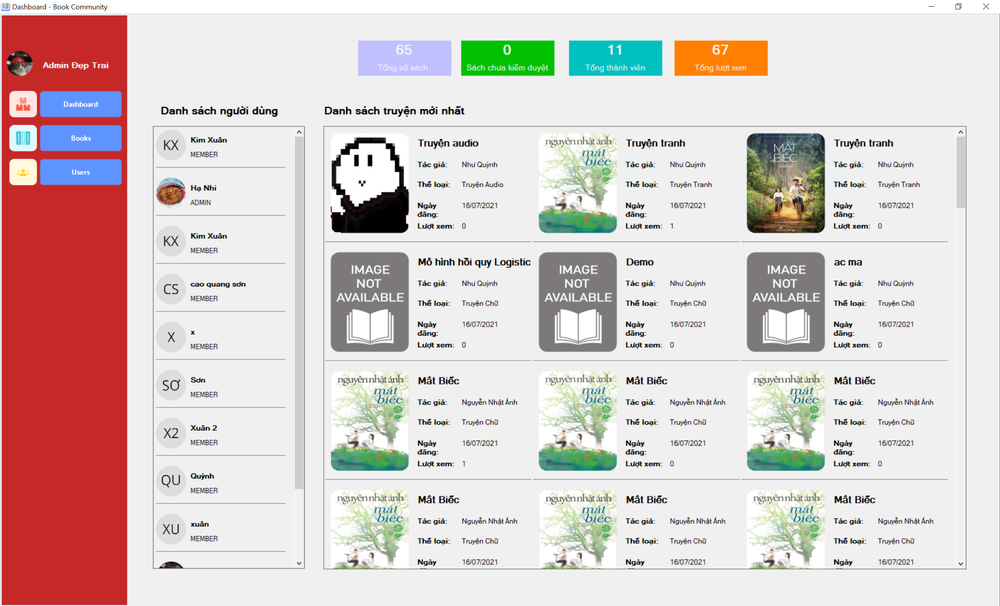 Dashboard - Book Community
Admin Đẹp Trai
Dashboard
Books
Users
65
Tổng số sách
0
Sách chưa kiểm duyệt
11
Tổng thành viên
67
Tổng lượt xem
Danh sách người dùng
KX
Kim Xuân
MEMBER
Hạ Nhi
ADMIN
KX
Kim Xuân
MEMBER
CS
cao quang sơn
MEMBER
X
x
MEMBER
SƠ
Sơn
MEMBER
X2
Xuân 2
MEMBER
QU
Quỳnh
MEMBER
XU
xuân
MEMBER
Danh sách truyện mới nhất
Truyện audio
Tác giả: Như Quỳnh
Thể loại: Truyện Audio
Ngày đăng: 16/07/2021
Lượt xem: 0
nguyễn nhật ánh
mắt
biếc
Truyện tranh
Tác giả: Như Quỳnh
Thể loại: Truyện Tranh
Ngày đăng: 16/07/2021
Lượt xem: 1
MẮT
BIẾC
Truyện tranh
Tác giả: Như Quỳnh
Thể loại: Truyện Tranh
Ngày đăng: 16/07/2021
Lượt xem: 0
IMAGE
NOT
AVAILABLE
Mô hình hồi quy Logistic
Tác giả: Như Quỳnh
Thể loại: Truyện Chữ
Ngày đăng: 16/07/2021
Lượt xem: 0
IMAGE
NOT
AVAILABLE
Demo
Tác giả: Như Quỳnh
Thể loại: Truyện Chữ
Ngày đăng: 16/07/2021
Lượt xem: 0
IMAGE
NOT
AVAILABLE
ac ma
Tác giả: Như Quỳnh
Thể loại: Truyện Chữ
Ngày đăng: 16/07/2021
Lượt xem: 0
nguyễn nhật ánh
mắt
biếc
Mắt Biếc
Tác giả: Nguyễn Nhật Ánh
Thể loại: Truyện Chữ
Ngày đăng: 16/07/2021
Lượt xem: 1
nguyễn nhật ánh
mắt
biếc
Mắt Biếc
Tác giả: Nguyễn Nhật Ánh
Thể loại: Truyện Chữ
Ngày đăng: 16/07/2021
Lượt xem: 0
nguyễn nhật ánh
mắt
biếc
Mắt Biếc
Tác giả: Nguyễn Nhật Ánh
Thể loại: Truyện Chữ
Ngày đăng: 16/07/2021
Lượt xem: 0
nguyễn nhật ánh
mắt
biếc
Mắt Biếc
Tác giả: Nguyễn Nhật Ánh
Thể loại: Truyện Chữ
Ngày 16/07/2021
nguyễn nhật ánh
mắt
biếc
Mắt Biếc
Tác giả: Nguyễn Nhật Ánh
Thể loại: Truyện Chữ
Ngày 16/07/2021
nguyễn nhật ánh
mắt
biếc
Mắt Biếc
Tác giả: Nguyễn Nhật Ánh
Thể loại: Truyện Chữ
Ngày 16/07/2021